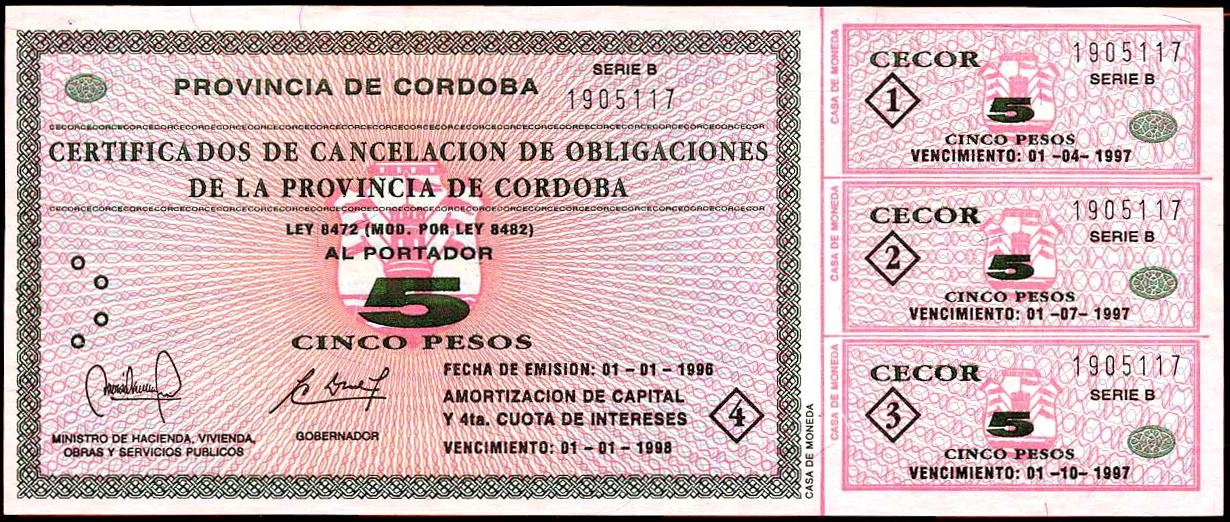 PROVINCIA DE CORDOBA
SERIE B
1905117
CECORCECORCECORCECORCECORCECORCECORCECORCECORCECORCECORCECORCECORCECORCECORCECOR
CERTIFICADOS DE CANCELACION DE OBLIGACIONES
DE LA PROVINCIA DE CORDOBA
LEY 8472 (MOD. POR LEY 8482)
AL PORTADOR
5
CINCO PESOS
FECHA DE EMISION: 01 - 01 - 1996
AMORTIZACION DE CAPITAL
Y 4ta. CUOTA DE INTERESES
4
VENCIMIENTO: 01 - 01 - 1998
MINISTRO DE HACIENDA, VIVIENDA,
OBRAS Y SERVICIOS PUBLICOS
GOBERNADOR
CASA DE MONEDA
CASA DE MONEDA
CECOR
1905117
SERIE B
1
5
CINCO PESOS
VENCIMIENTO: 01 -04- 1997
CASA DE MONEDA
CECOR
1905117
SERIE B
2
5
CINCO PESOS
VENCIMIENTO: 01 -07- 1997
CASA DE MONEDA
CECOR
1905117
SERIE B
3
5
CINCO PESOS
VENCIMIENTO: 01 -10- 1997